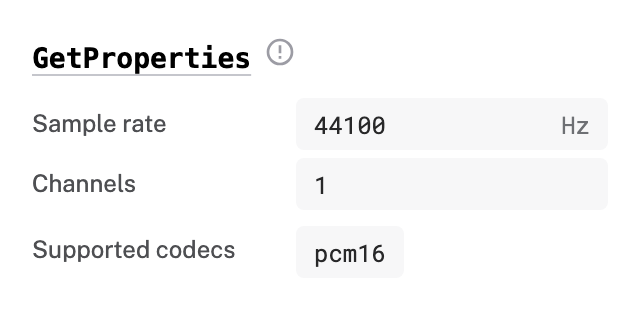 GetProperties
Sample rate 44100 Hz
Channels 1
Supported codecs pcm16